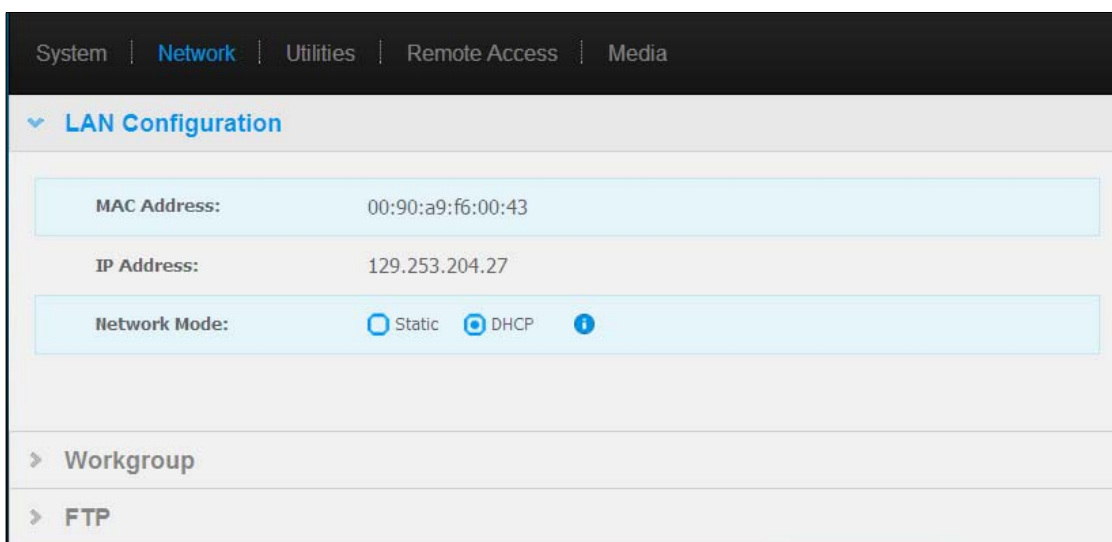 System Network Utilities Remote Access Media
LAN Configuration
MAC Address: 00:90:a9:f6:00:43
IP Address: 129.253.204.27
Network Mode: Static DHCP i
Workgroup
FTP